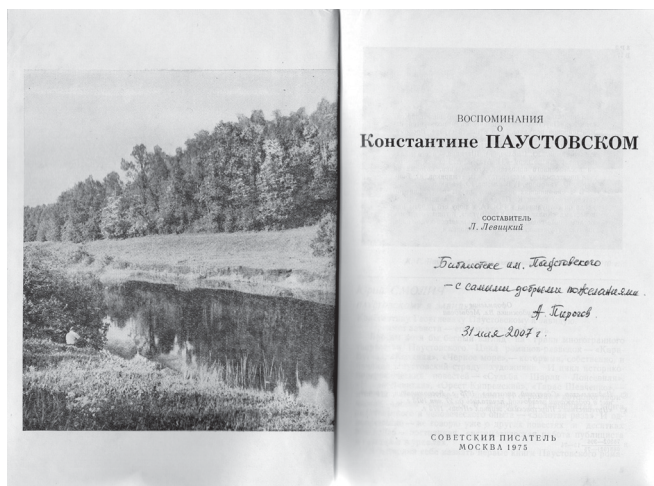 ВОСПОМИНАНИЯ
О
Константине ПАУСТОВСКОМ
СОСТАВИТЕЛЬ
Л. Левицкий
Библиотеке им. Паустовского
– с самыми добрыми пожеланиями.
А. Пирогов
31 мая 2007 г.
СОВЕТСКИЙ ПИСАТЕЛЬ
МОСКВА 1975